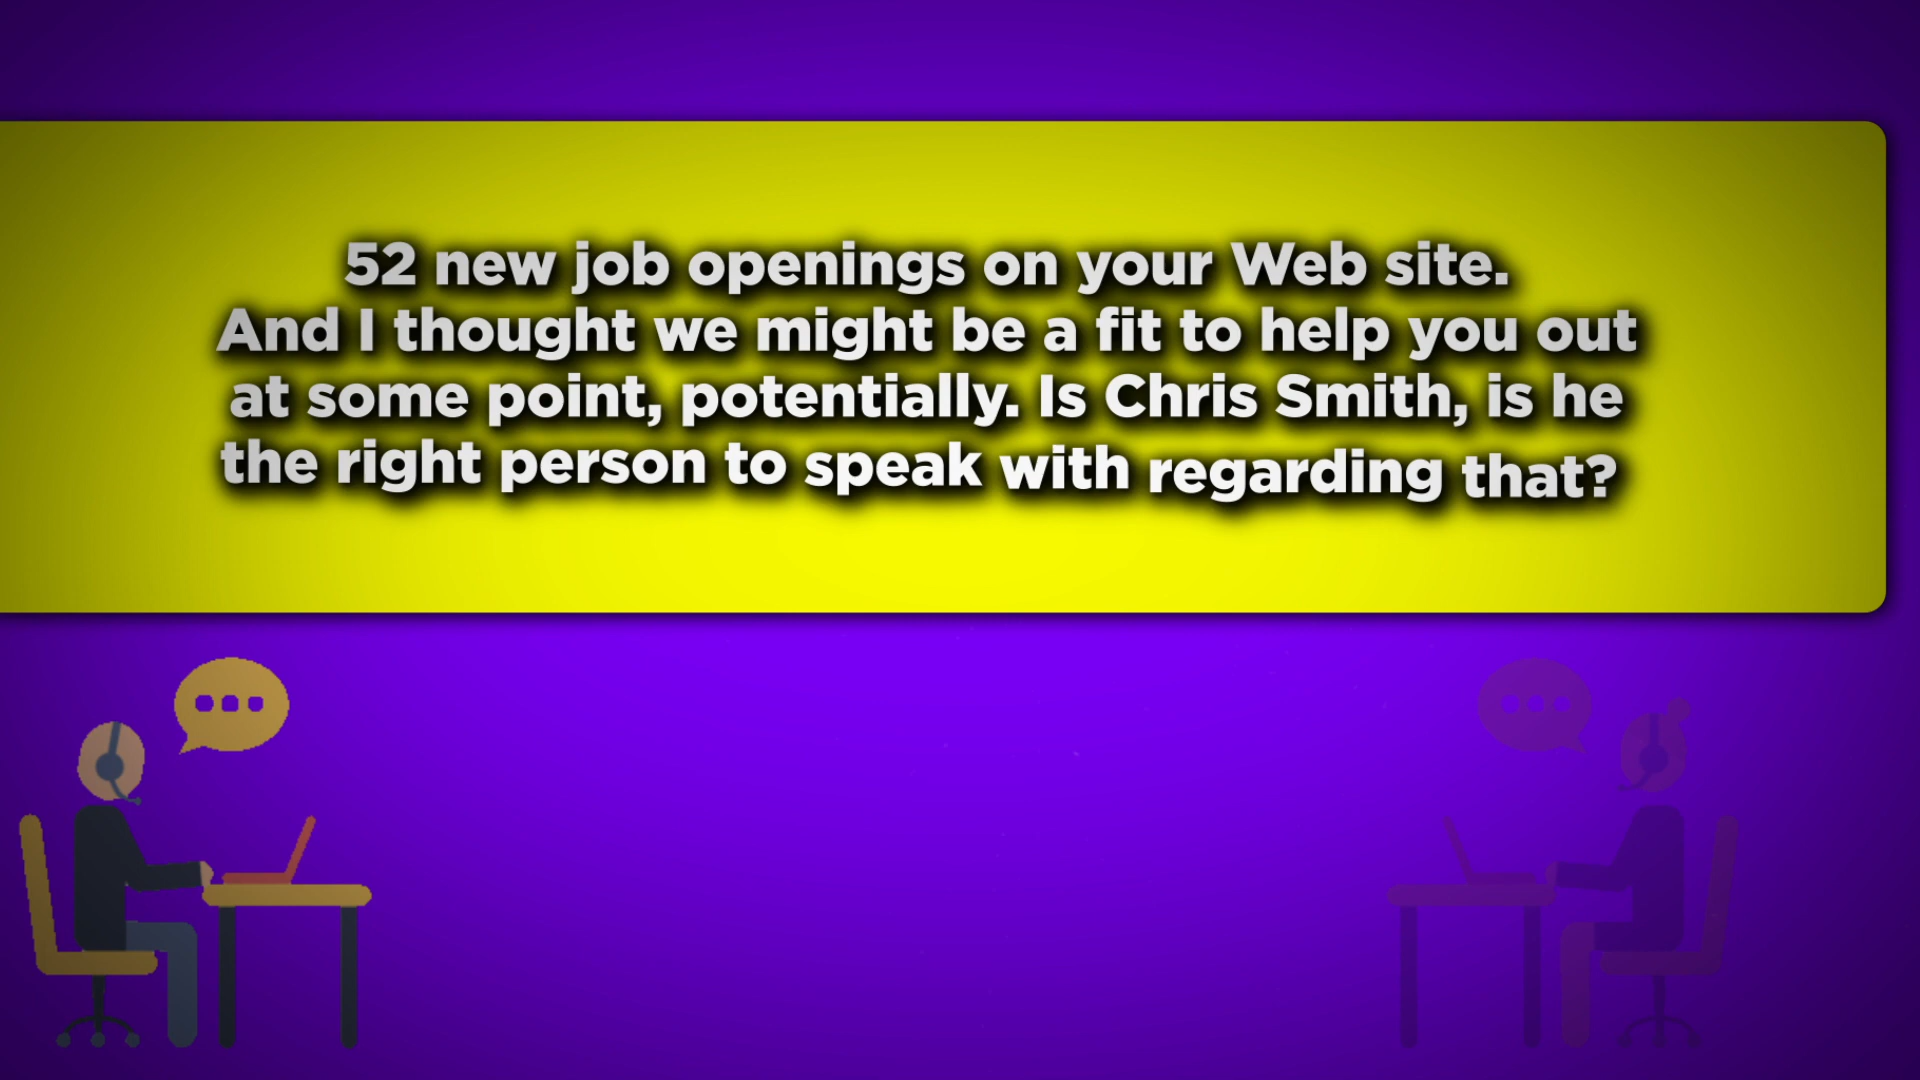 52 new job openings on your Web site.
And I thought we might be a fit to help you out
at some point, potentially. Is Chris Smith, is he
the right person to speak with regarding that?